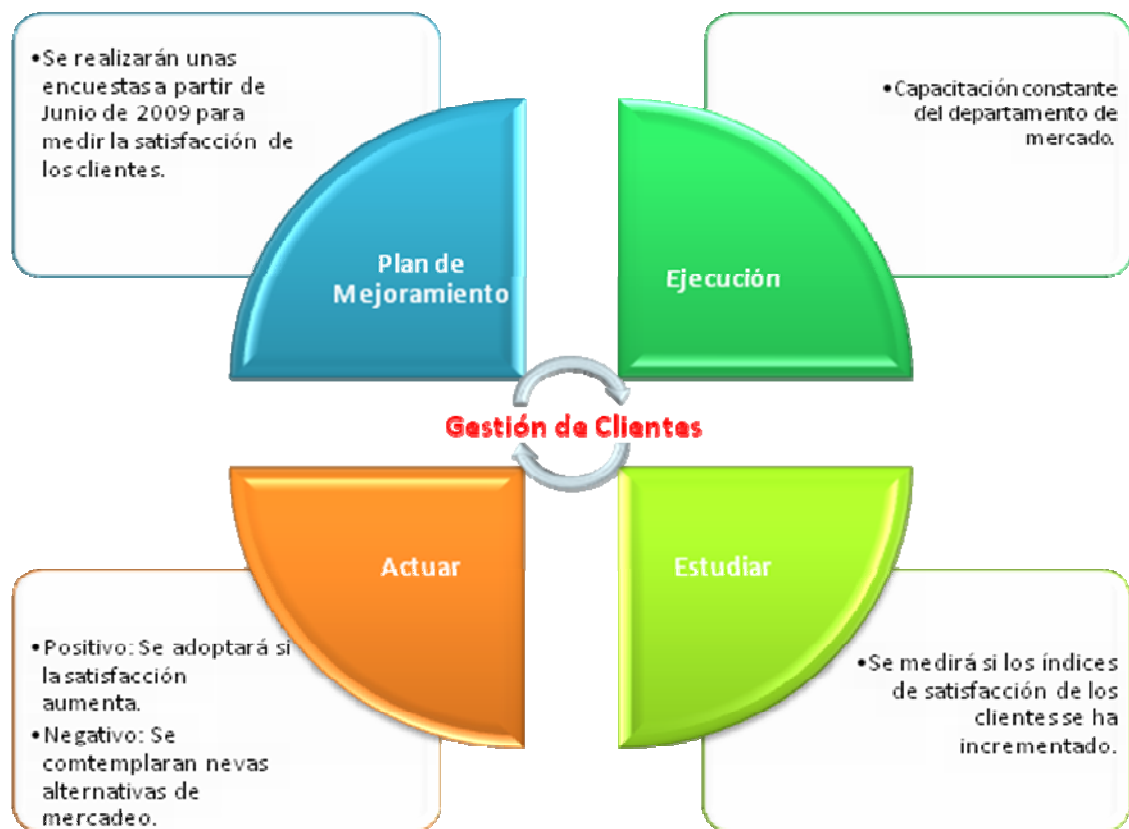 •Se realizarán unas
encuestas a partir de
Junio de 2009 para
medir la satisfacción de
los clientes.
•Capacitación constante
del departamento de
mercado.
Plan de
Mejoramiento
Ejecución
Gestión de Clientes
Actuar
Estudiar
•Positivo: Se adoptará si
la satisfacción
aumenta.
•Negativo: Se
comtemplaran nevas
alternativas de
mercadeo.
•Se medirá si los índices
de satisfacción de los
clientes se ha
incrementado.